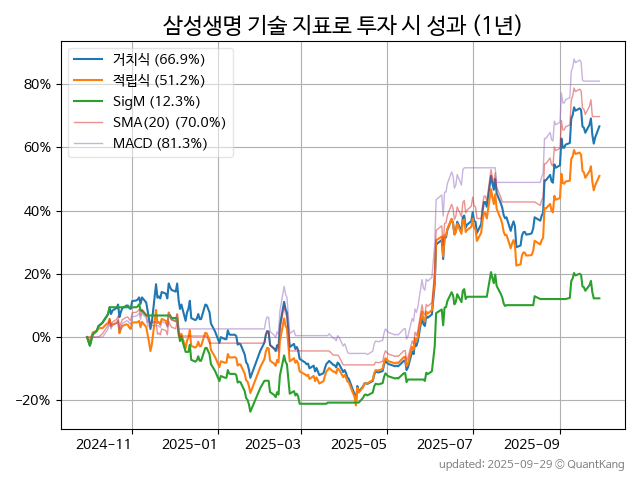 삼성생명 기술 지표로 투자 시 성과 (1년)
거치식 (66.9%)
적립식 (51.2%)
SigM (12.3%)
SMA(20) (70.0%)
MACD (81.3%)
80%
60%
40%
20%
0%
−20%
2024-11 2025-01 2025-03 2025-05 2025-07 2025-09
updated: 2025-09-29 © QuantKang